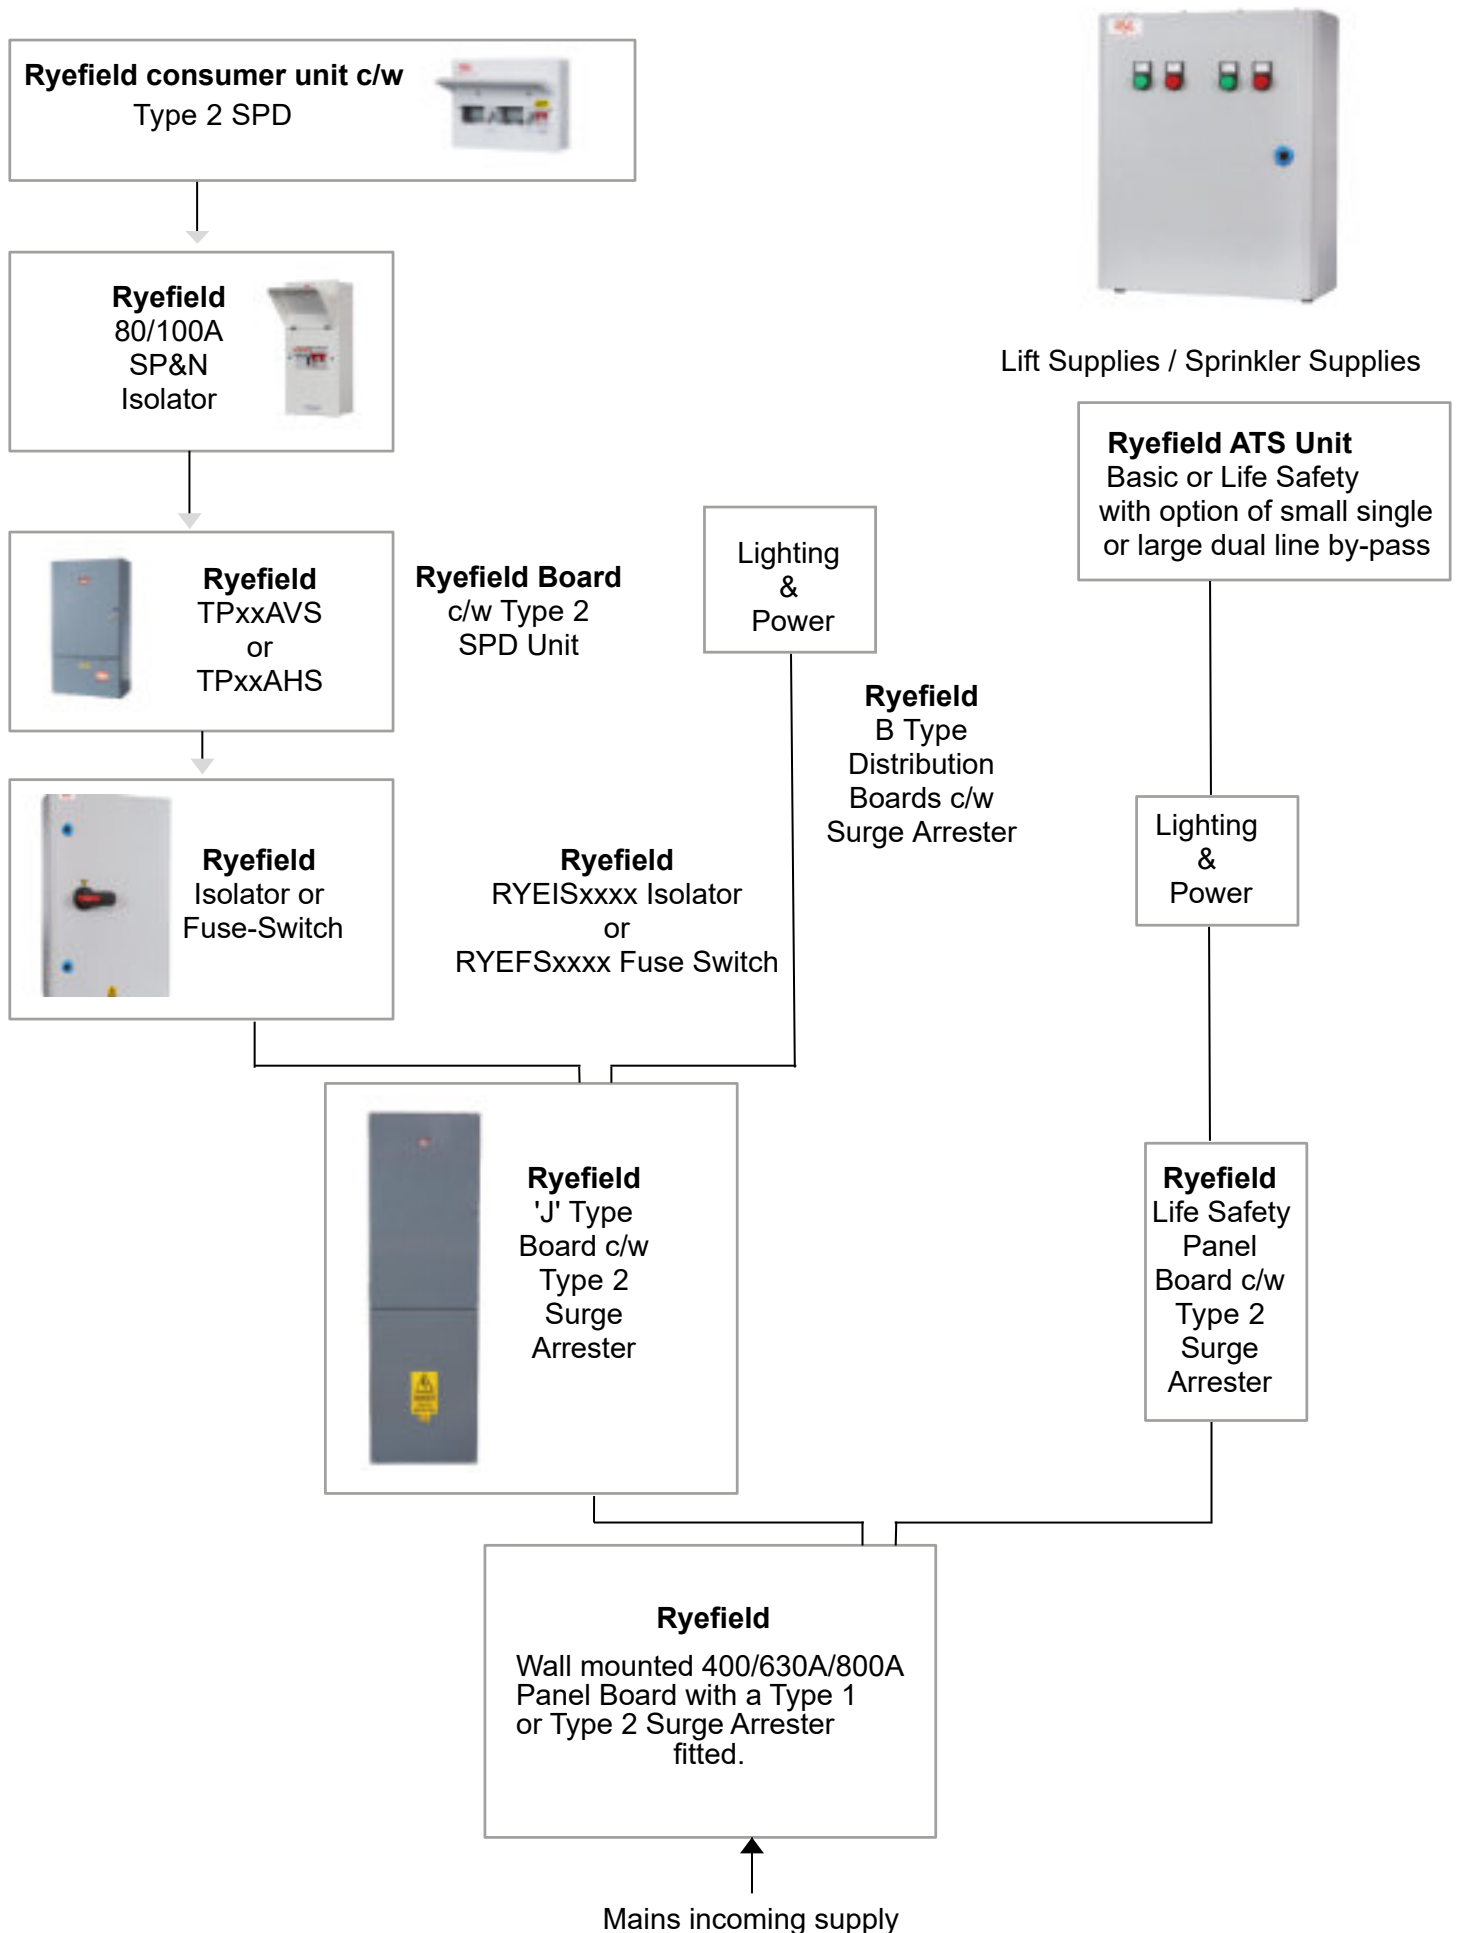 Ryefield consumer unit c/w
Type 2 SPD
Ryefield
80/100A
SP&N
Isolator
Lift Supplies / Sprinkler Supplies
Ryefield ATS Unit
Basic or Life Safety
with option of small single
or large dual line by-pass
Ryefield
TPxxAVS
or
TPxxAHS
Ryefield Board
c/w Type 2
SPD Unit
Lighting
&
Power
Ryefield
B Type
Distribution
Boards c/w
Surge Arrester
Lighting
&
Power
Ryefield
Isolator or
Fuse-Switch
Ryefield
RYEISxxxx Isolator
or
RYEFSxxxx Fuse Switch
Ryefield
'J' Type
Board c/w
Type 2
Surge
Arrester
Ryefield
Life Safety
Panel
Board c/w
Type 2
Surge
Arrester
Ryefield
Wall mounted 400/630A/800A
Panel Board with a Type 1
or Type 2 Surge Arrester
fitted.
Mains incoming supply